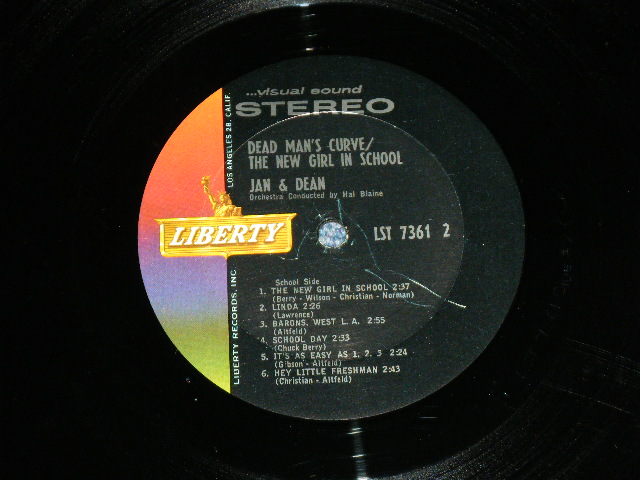 ...visual sound
STEREO
DEAD MAN'S CURVE/
THE NEW GIRL IN SCHOOL
JAN & DEAN
Orchestra Conducted by Hal Blaine
LIBERTY
LST 7361 2
School Side
1. THE NEW GIRL IN SCHOOL 2:37
(Berry - Wilson - Christian - Norman)
2. LINDA 2:26
(Lawrence)
3. BARONS, WEST L.A. 2:55
(Altfeld)
4. SCHOOL DAY 2:33
(Chuck Berry)
5. IT'S AS EASY AS 1, 2, 3 2:24
(Gibson - Altfeld)
6. HEY LITTLE FRESHMAN 2:43
(Christian - Altfeld)
LIBERTY RECORDS, INC.
LOS ANGELES 28, CALIF.